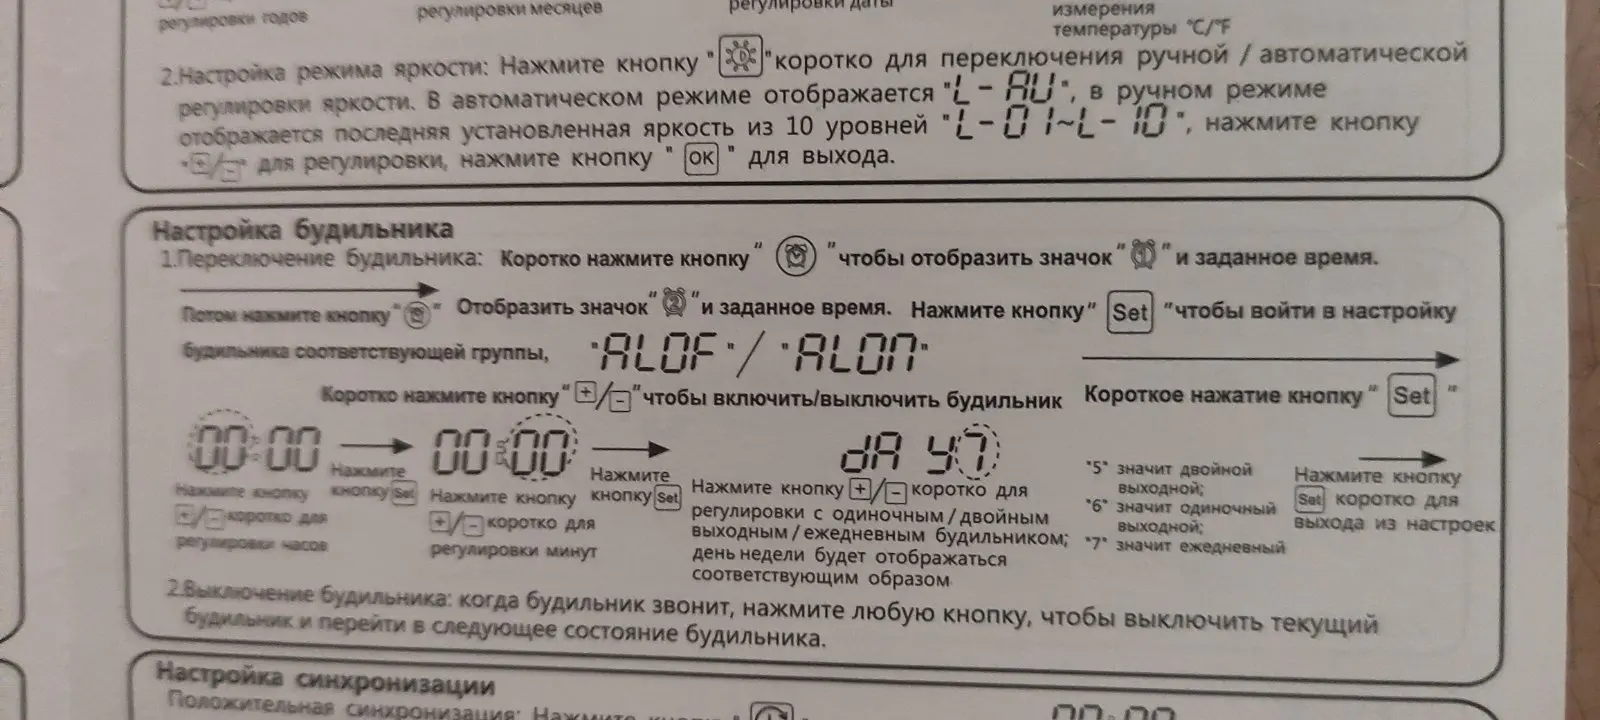 регулировки годов
регулировки месяцев
регулировки даты
измерения
температуры °C/°F
2.Настройка режима яркости: Нажмите кнопку " "коротко для переключения ручной / автоматической
регулировки яркости. В автоматическом режиме отображается "L-AU", в ручном режиме
отображается последняя установленная яркость из 10 уровней "L-01~L-10", нажмите кнопку
"+/-" для регулировки, нажмите кнопку " OK " для выхода.
Настройка будильника
1.Переключение будильника: Коротко нажмите кнопку " " чтобы отобразить значок " 1 " и заданное время.
Потом нажмите кнопку " " Отобразить значок " 2 " и заданное время. Нажмите кнопку " Set " чтобы войти в настройку
будильника соответствующей группы, "ALOF" / "ALON"
Коротко нажмите кнопку "+/-" чтобы включить/выключить будильник Короткое нажатие кнопку " Set "
00:00
Нажмите кнопку
+/- коротко для
регулировки часов
Нажмите
кнопку Set
00:00
Нажмите кнопку
+/- коротко для
регулировки минут
Нажмите
кнопку Set
dA y7
Нажмите кнопку +/- коротко для
регулировки с одиночным/двойным
выходным/ежедневным будильником;
день недели будет отображаться
соответствующим образом.
"5" значит двойной
выходной;
"6" значит одиночный
выходной;
"7" значит ежедневный
Нажмите кнопку
Set коротко для
выхода из настроек
2.Выключение будильника: когда будильник звонит, нажмите любую кнопку, чтобы выключить текущий
будильник и перейти в следующее состояние будильника.
Настройка синхронизации
Положительная синхронизация: Нажмите кнопку "
00:00